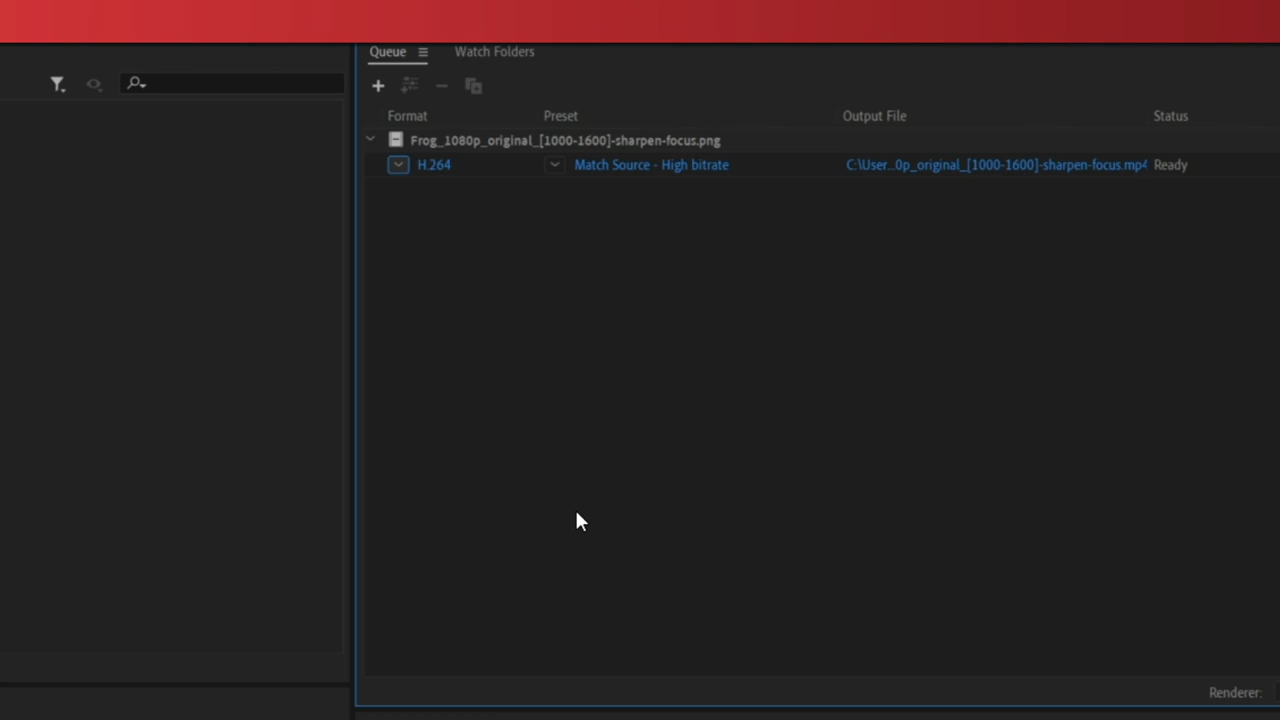 Queue Watch Folders
Format Preset Output File Status
Frog_1080p_original_[1000-1600]-sharpen-focus.png
H.264 Match Source - High bitrate C:\User...0p_original_[1000-1600]-sharpen-focus.mp4 Ready
Renderer: